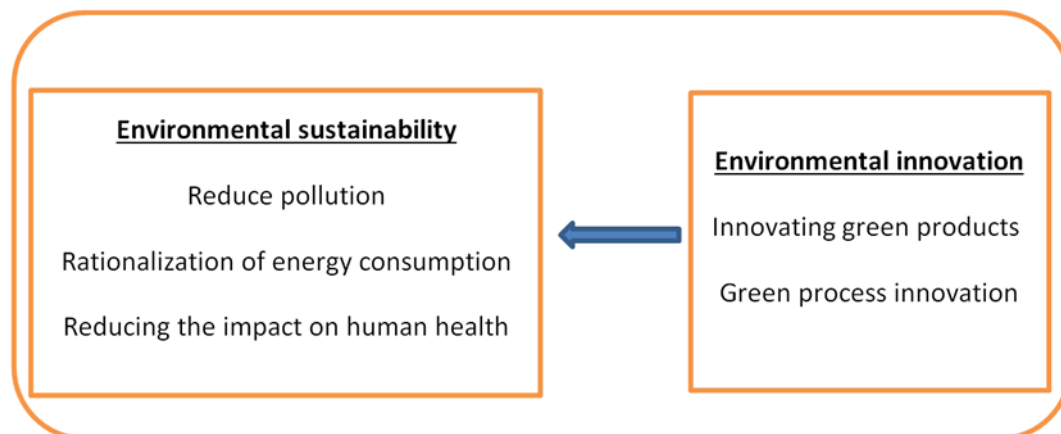 Environmental sustainability
Reduce pollution
Rationalization of energy consumption
Reducing the impact on human health
Environmental innovation
Innovating green products
Green process innovation